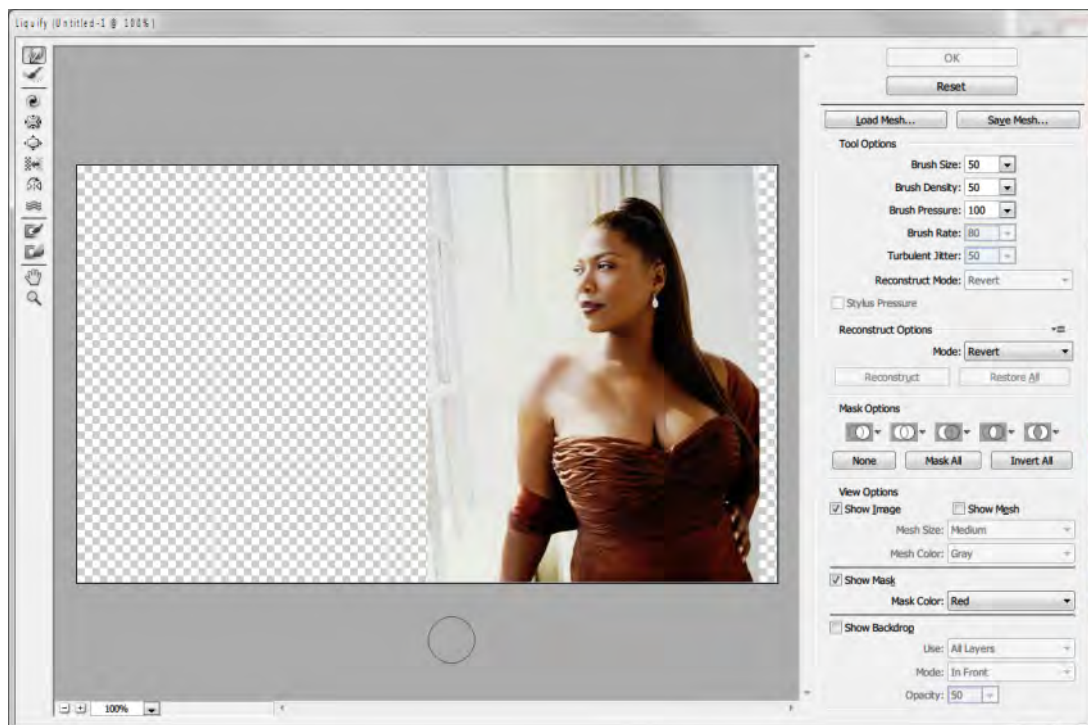 Liquify (Untitled-1 @ 100%)
OK
Reset
Load Mesh... Save Mesh...
Tool Options
Brush Size: 50
Brush Density: 50
Brush Pressure: 100
Brush Rate: 80
Turbulent Jitter: 50
Reconstruct Mode: Revert
Stylus Pressure
Reconstruct Options
Mode: Revert
Reconstruct Restore All
Mask Options
None Mask All Invert All
View Options
Show Image Show Mesh
Mesh Size: Medium
Mesh Color: Gray
Show Mask
Mask Color: Red
Show Backdrop
Use: All Layers
Mode: In Front
Opacity: 50
100%